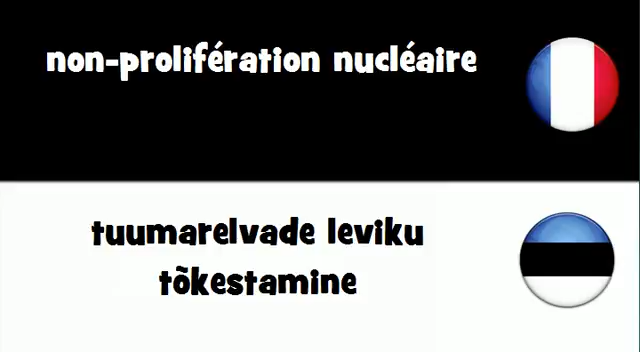 non-prolifération nucléaire
tuumarelvade leviku
tõkestamine